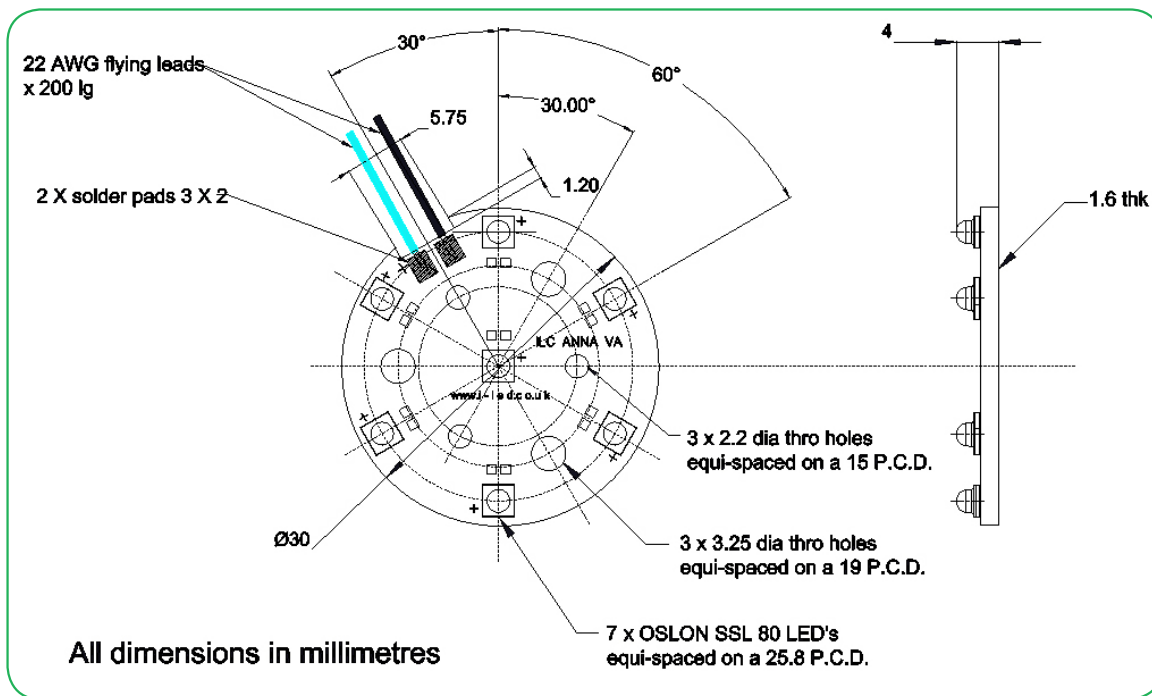 30°
4
22 AWG flying leads
x 200 lg
60°
30.00°
5.75
1.20
2 X solder pads 3 X 2
1.6 thk
+
+
+
+
ILC ANNA VA
+
+
www.i-led.co.uk
+
+
+
3 x 2.2 dia thro holes
equi-spaced on a 15 P.C.D.
Ø30
3 x 3.25 dia thro holes
equi-spaced on a 19 P.C.D.
7 x OSLON SSL 80 LED's
equi-spaced on a 25.8 P.C.D.
All dimensions in millimetres